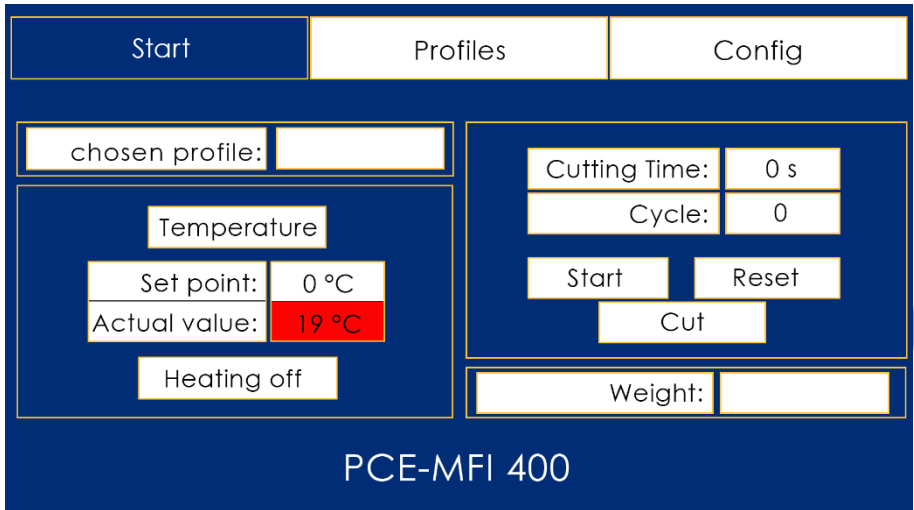 Start
Profiles
Config
chosen profile:
Temperature
Set point: 0 °C
Actual value: 19 °C
Heating off
Cutting Time: 0 s
Cycle: 0
Start
Reset
Cut
Weight:
PCE-MFI 400